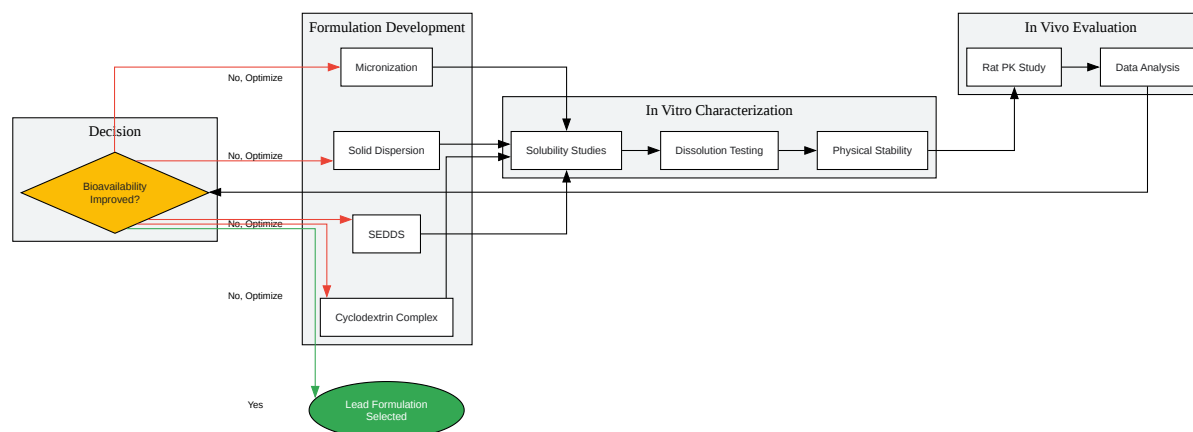 Formulation Development
In Vivo Evaluation
Micronization
Rat PK Study
Data Analysis
No, Optimize
In Vitro Characterization
Decision
Solid Dispersion
Solubility Studies
Dissolution Testing
Physical Stability
No, Optimize
Bioavailability
Improved?
No, Optimize
SEDDS
No, Optimize
Cyclodextrin Complex
Yes
Lead Formulation
Selected